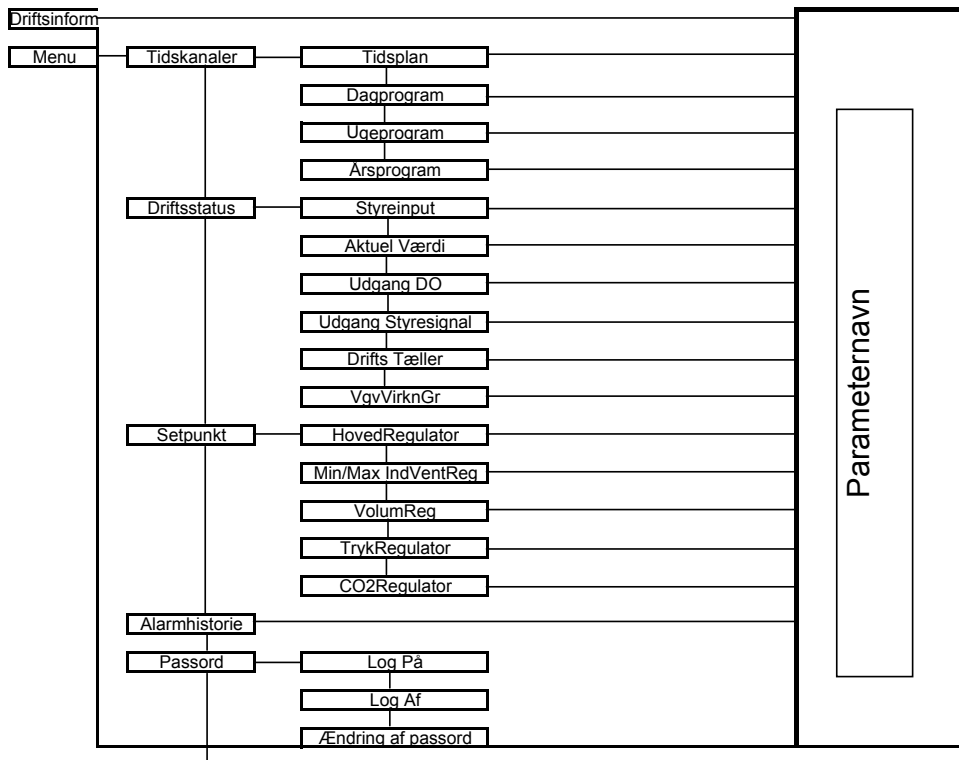 Driftsinform
Menu
Tidskanaler
Tidsplan
Dagprogram
Ugeprogram
Årsprogram
Driftsstatus
Styreinput
Aktuel Værdi
Udgang DO
Udgang Styresignal
Drifts Tæller
VgvVirknGr
Setpunkt
HovedRegulator
Min/Max IndVentReg
VolumReg
TrykRegulator
CO2Regulator
Alarmhistorie
Passord
Log På
Log Af
Ændring af passord
Parameternavn